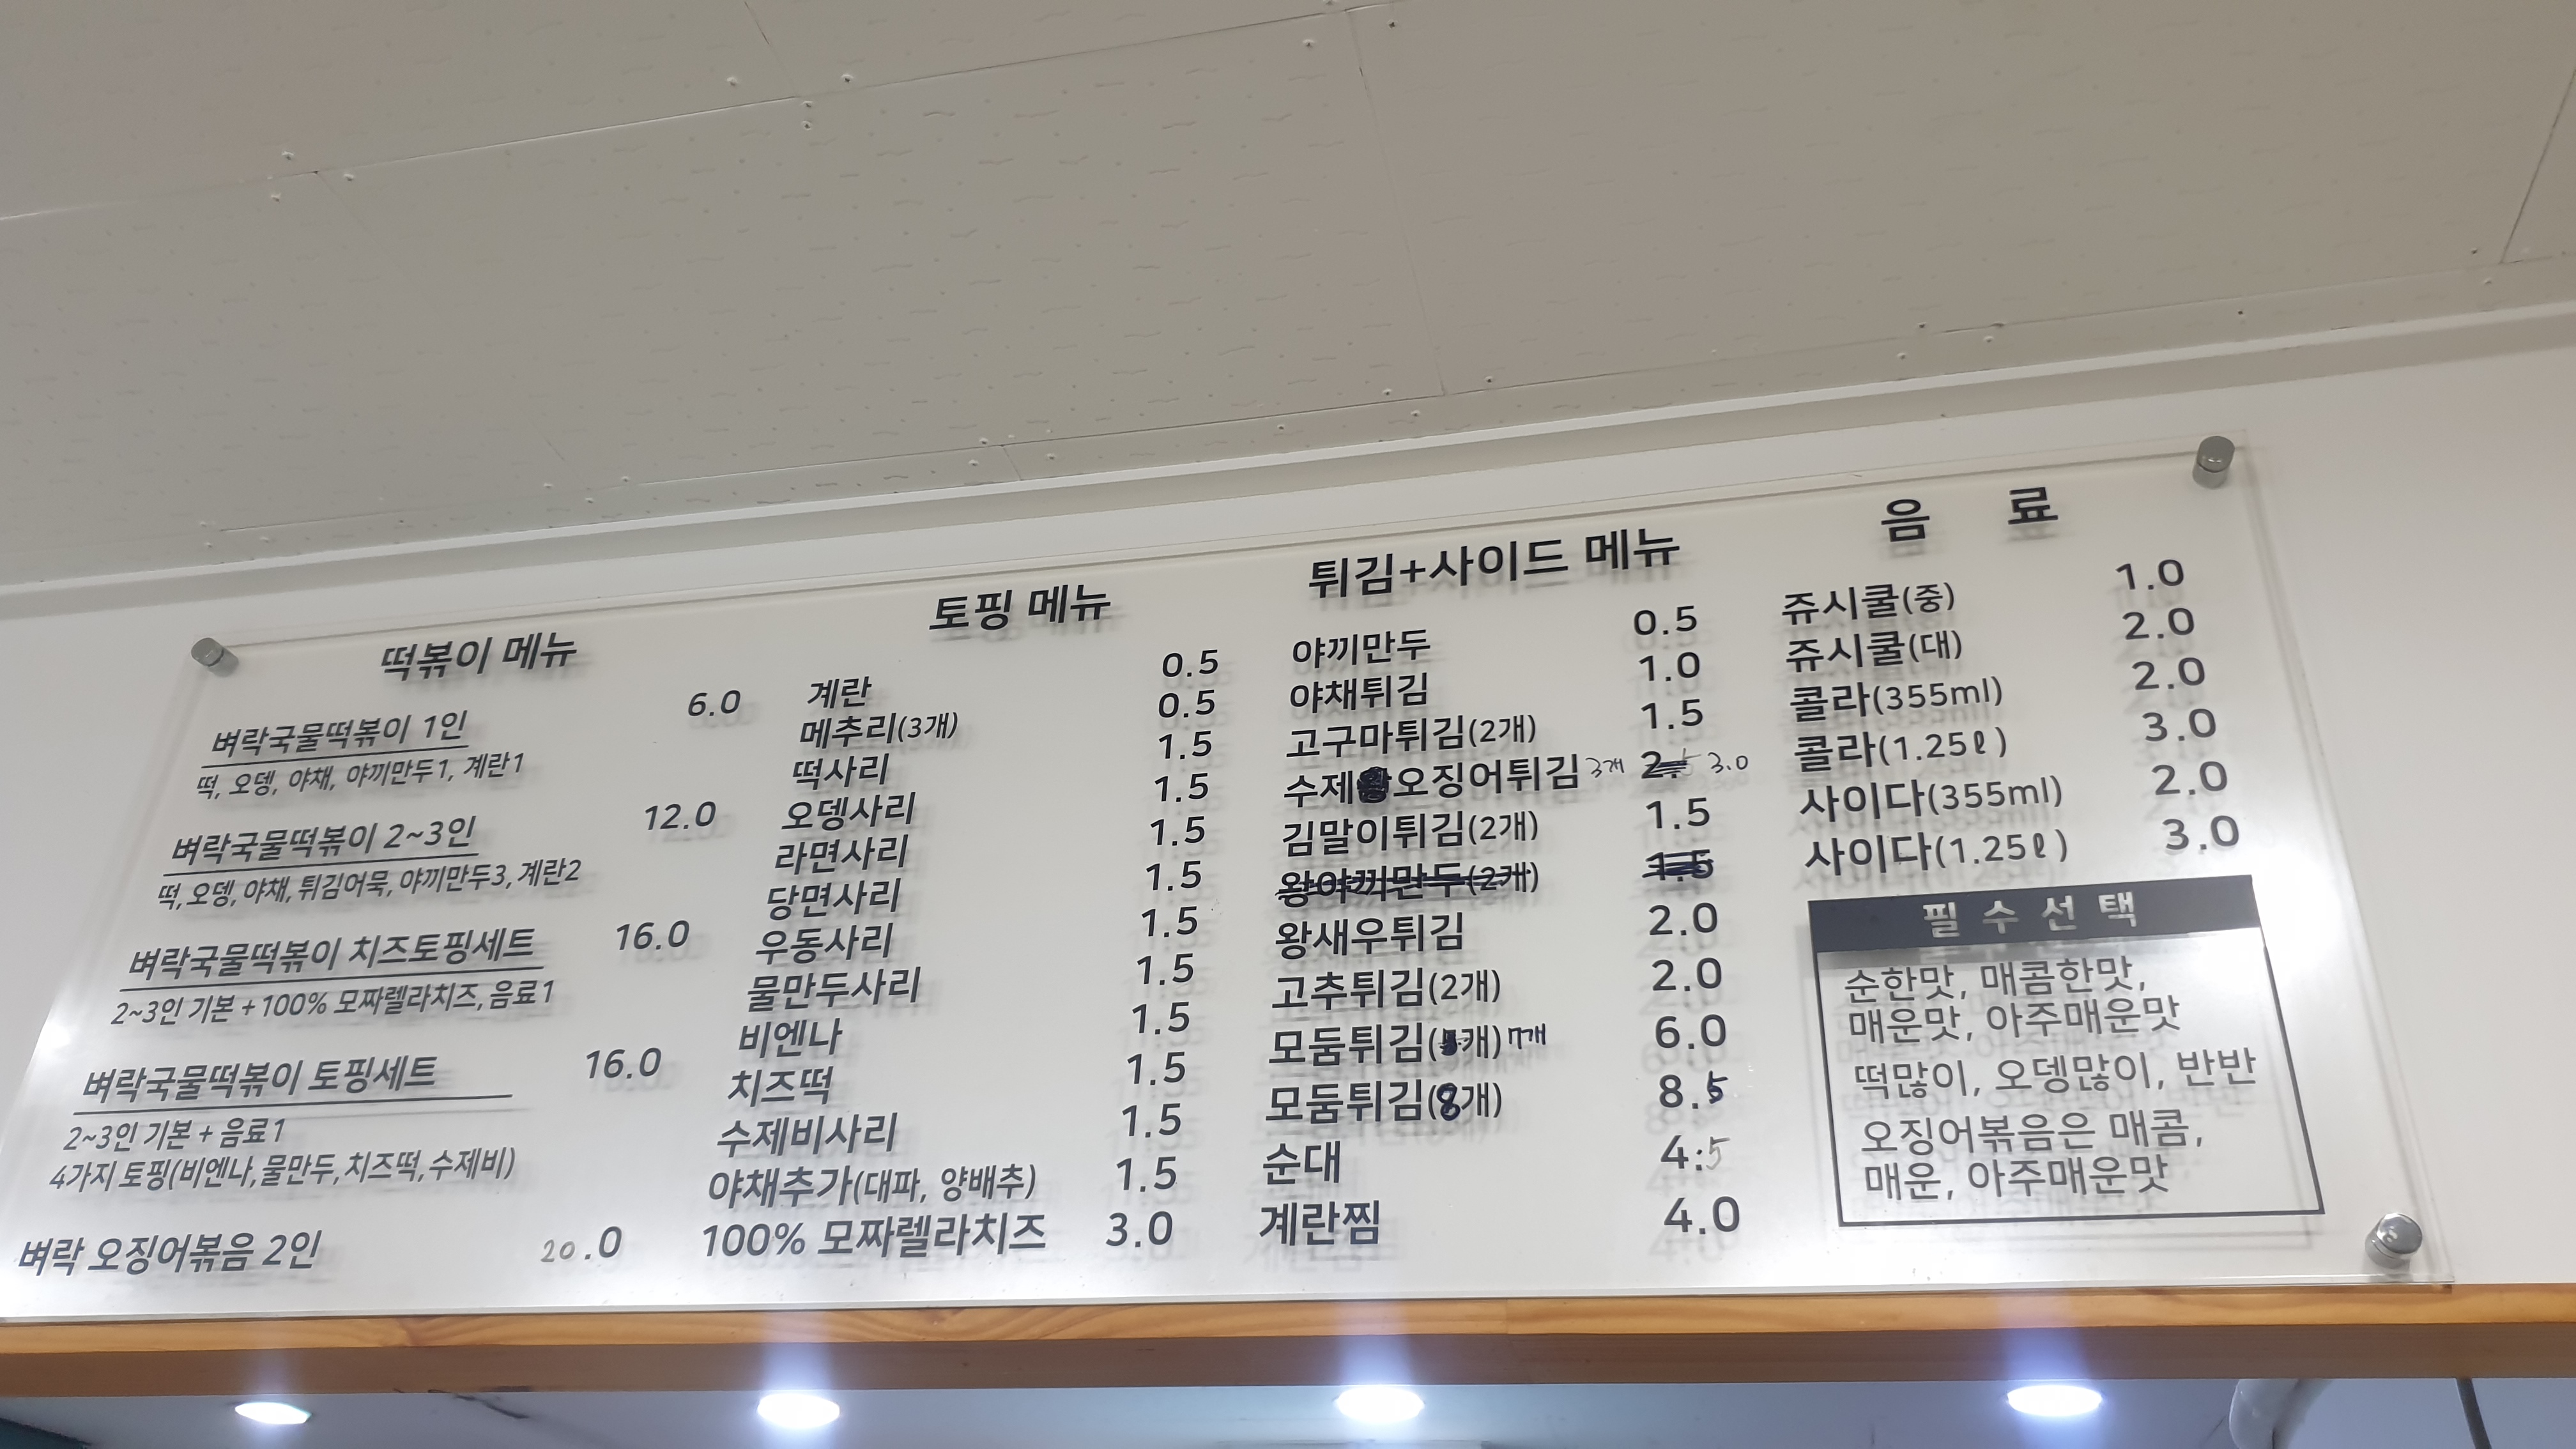 떡볶이 메뉴
벼락국물떡볶이 1인 6.0
떡, 오뎅, 야채, 야끼만두1, 계란1
벼락국물떡볶이 2~3인 12.0
떡, 오뎅, 야채, 튀김어묵, 야끼만두3, 계란2
벼락국물떡볶이 치즈토핑세트 16.0
2~3인 기본 + 100% 모짜렐라치즈, 음료1
벼락국물떡볶이 토핑세트 16.0
2~3인 기본 + 음료1
4가지 토핑(비엔나,물만두,치즈떡,수제비)
벼락 오징어볶음 2인 20.0
토핑 메뉴
계란 0.5
메추리(3개) 0.5
떡사리 1.5
오뎅사리 1.5
라면사리 1.5
당면사리 1.5
우동사리 1.5
물만두사리 1.5
비엔나 1.5
치즈떡 1.5
수제비사리 1.5
야채추가(대파, 양배추) 1.5
100% 모짜렐라치즈 3.0
튀김+사이드 메뉴
야끼만두 0.5
야채튀김 1.0
고구마튀김(2개) 1.5
수제오징어튀김 3개 3.0
김말이튀김(2개) 1.5
왕야끼만두(2개) 1.5
왕새우튀김 2.0
고추튀김(2개) 2.0
모둠튀김(개) 7개 6.0
모둠튀김(8개) 8.5
순대 4.5
계란찜 4.0
음 료
쥬시쿨(중) 1.0
쥬시쿨(대) 2.0
콜라(355ml) 2.0
콜라(1.25ℓ) 3.0
사이다(355ml) 2.0
사이다(1.25ℓ) 3.0
필 수 선 택
순한맛, 매콤한맛,
매운맛, 아주매운맛
떡많이, 오뎅많이, 반반
오징어볶음은 매콤,
매운, 아주매운맛